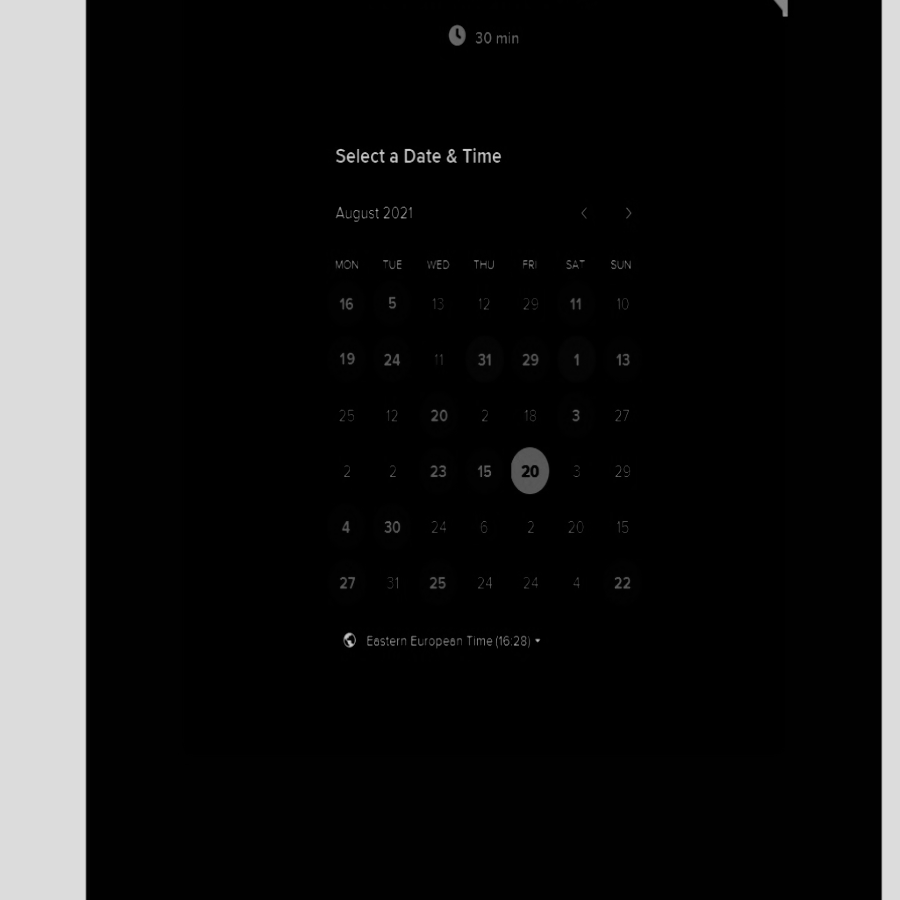 30 min
Select a Date & Time
August 2021
MON TUE WED THU FRI SAT SUN
16 5 13 12 29 11 10
19 24 11 31 29 1 13
25 12 20 2 18 3 27
2 2 23 15 20 3 29
4 30 24 6 2 20 15
27 31 25 24 24 4 22
Eastern European Time (16:28)